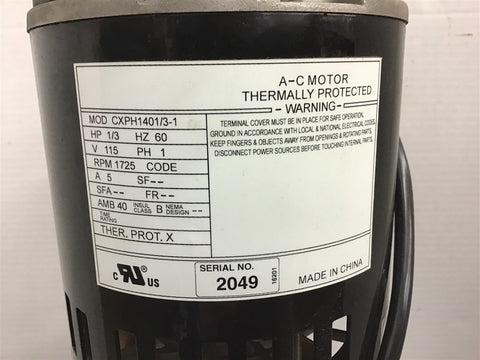 A-C MOTOR
THERMALLY PROTECTED
- WARNING -
TERMINAL COVER MUST BE IN PLACE FOR SAFE OPERATION.
GROUND IN ACCORDANCE WITH LOCAL & NATIONAL ELECTRICAL CODES.
KEEP FINGERS & OBJECTS AWAY FROM OPENINGS & ROTATING PARTS.
DISCONNECT POWER SOURCES BEFORE TOUCHING INTERNAL PARTS.
MOD CXPH1401/3-1
HP 1/3 HZ 60
V 115 PH 1
RPM 1725 CODE
A 5 SF--
SFA-- FR--
AMB 40 INSUL CLASS B NEMA DESIGN --
TIME RATING
THER. PROT. X
C RU US
SERIAL NO.
2049
16201
MADE IN CHINA